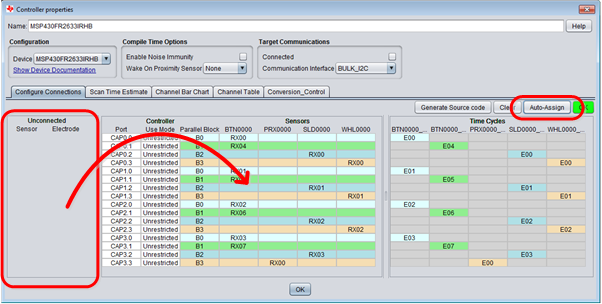 Controller properties
Name: MSP430FR2633IRHB Help
Configuration Compile Time Options Target Communications
Device MSP430FR2633IRHB Enable Noise Immunity Connected
Show Device Documentation Wake On Proximity Sensor None Communication Interface BULK_I2C
Configure Connections Scan Time Estimate Channel Bar Chart Channel Table Conversion_Control
Generate Source code Auto-Assign
Unconnected Controller Sensors Time Cycles
Sensor Electrode Port Use Mode Parallel Block BTN0000 PRX0000 SLD0000 WHL0000 BTN0000_... BTN0000_... PRX0000_... SLD0000_... WHL0000_...
CAP0.0 Unrestricted B0 E00
CAP0.1 Unrestricted B1 RX04 E04
CAP0.2 Unrestricted B2 RX00 E00
CAP0.3 Unrestricted B3 RX00 E00
CAP1.0 Unrestricted B0 RX01 E01
CAP1.1 Unrestricted B1 E05
CAP1.2 Unrestricted B2 RX01 E01
CAP1.3 Unrestricted B3 RX01 E01
CAP2.0 Unrestricted B0 RX02 E02
CAP2.1 Unrestricted B1 RX06 E06
CAP2.2 Unrestricted B2 RX02 E02
CAP2.3 Unrestricted B3 RX02 E02
CAP3.0 Unrestricted B0 RX03 E03
CAP3.1 Unrestricted B1 RX07 E07
CAP3.2 Unrestricted B2 RX03 E03
CAP3.3 Unrestricted B3 RX00 E00
OK